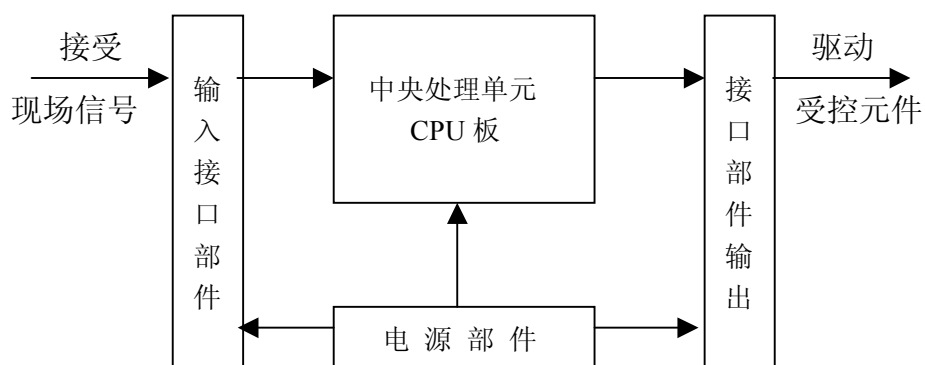 接受
现场信号
输入接口部件
中央处理单元
CPU 板
电 源 部 件
接口部件输出
驱动
受控元件